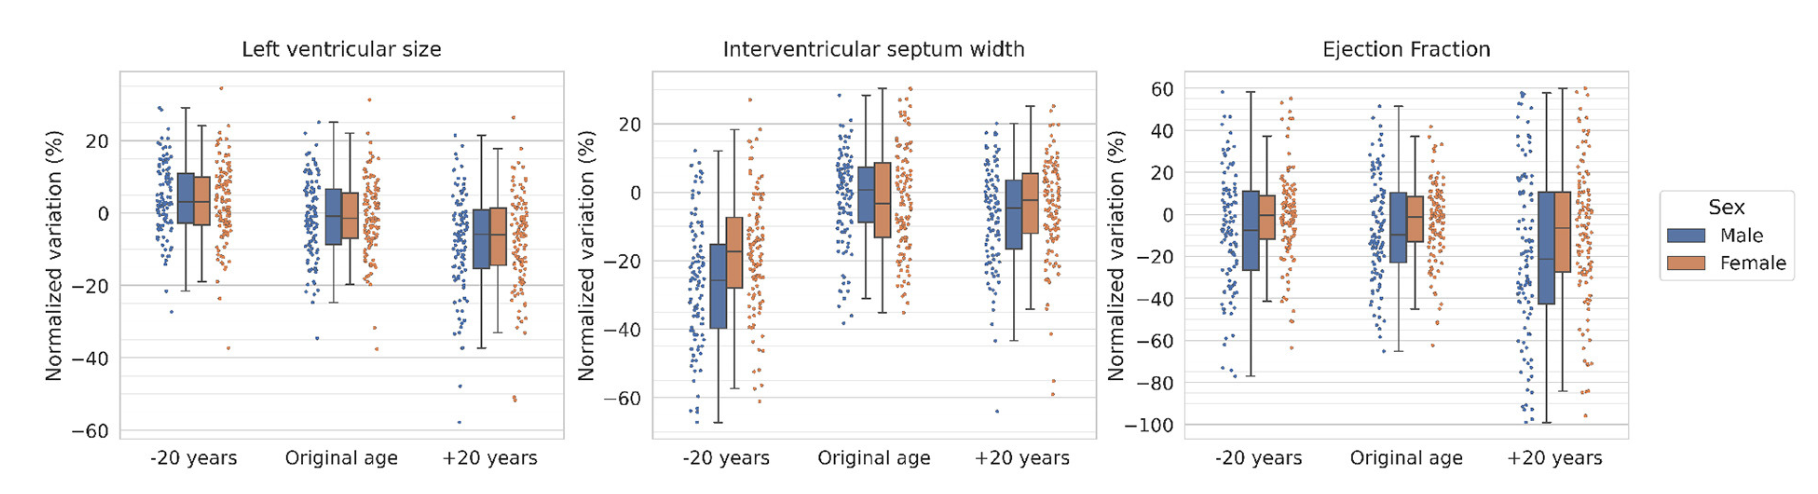 Left ventricular size
Interventricular septum width
Ejection Fraction
Normalized variation (%)
20
0
−20
−40
−60
-20 years
Original age
+20 years
Normalized variation (%)
20
0
−20
−40
−60
-20 years
Original age
+20 years
Normalized variation (%)
60
40
20
0
−20
−40
−60
−80
−100
-20 years
Original age
+20 years
Sex
Male
Female